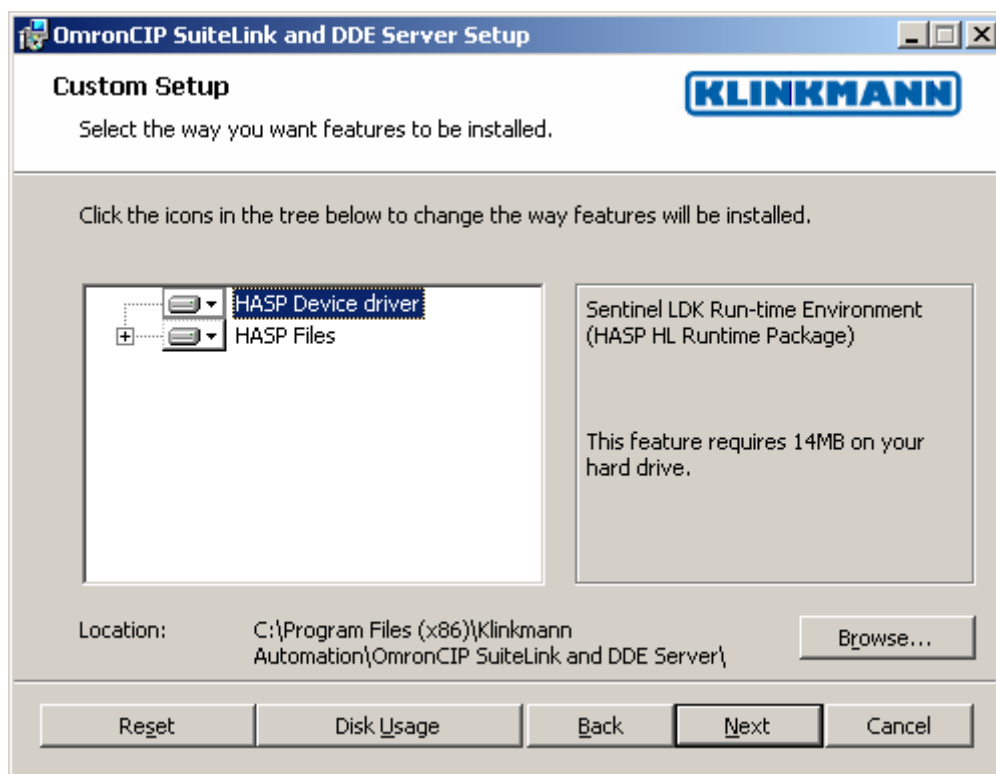 OmronCIP SuiteLink and DDE Server Setup
Custom Setup
KLINKMANN
Select the way you want features to be installed.
Click the icons in the tree below to change the way features will be installed.
HASP Device driver
HASP Files
Sentinel LDK Run-time Environment
(HASP HL Runtime Package)
This feature requires 14MB on your
hard drive.
Location:
C:\Program Files (x86)\Klinkmann
Automation\OmronCIP SuiteLink and DDE Server\
Browse...
Reset
Disk Usage
Back
Next
Cancel